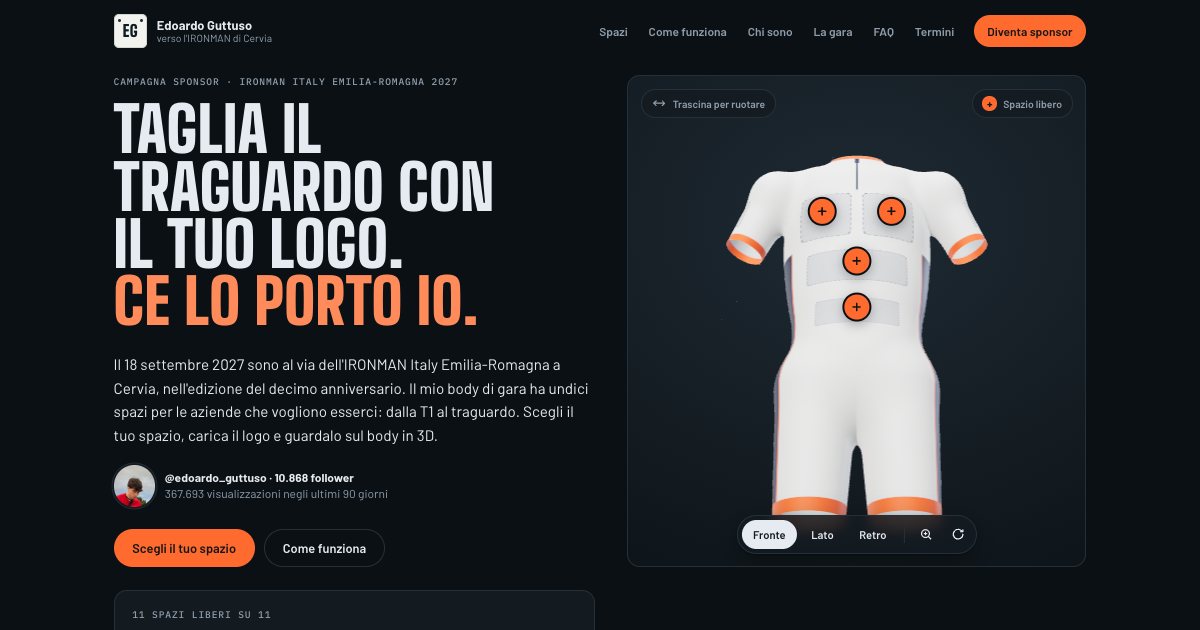 EG
Edoardo Guttuso
verso l'IRONMAN di Cervia
Spazi
Come funziona
Chi sono
La gara
FAQ
Termini
Diventa sponsor
CAMPAGNA SPONSOR · IRONMAN ITALY EMILIA-ROMAGNA 2027
TAGLIA IL
TRAGUARDO CON
IL TUO LOGO.
CE LO PORTO IO.
Il 18 settembre 2027 sono al via dell'IRONMAN Italy Emilia-Romagna a
Cervia, nell'edizione del decimo anniversario. Il mio body di gara ha undici
spazi per le aziende che vogliono esserci: dalla T1 al traguardo. Scegli il
tuo spazio, carica il logo e guardalo sul body in 3D.
@edoardo_guttuso · 10.868 follower
367.693 visualizzazioni negli ultimi 90 giorni
Scegli il tuo spazio
Come funziona
11 SPAZI LIBERI SU 11
Trascina per ruotare
Spazio libero
Fronte
Lato
Retro